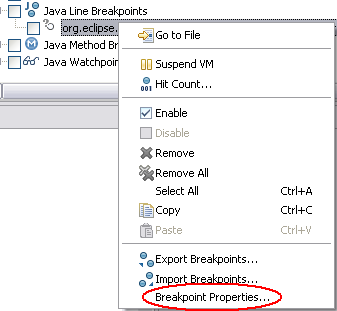 Java Line Breakpoints
org.eclipse.
Java Method Br
Java Watchpoin
Go to File
Suspend VM
Hit Count...
Enable
Disable
Remove
Remove All
Select All Ctrl+A
Copy Ctrl+C
Paste Ctrl+V
Export Breakpoints...
Import Breakpoints...
Breakpoint Properties...